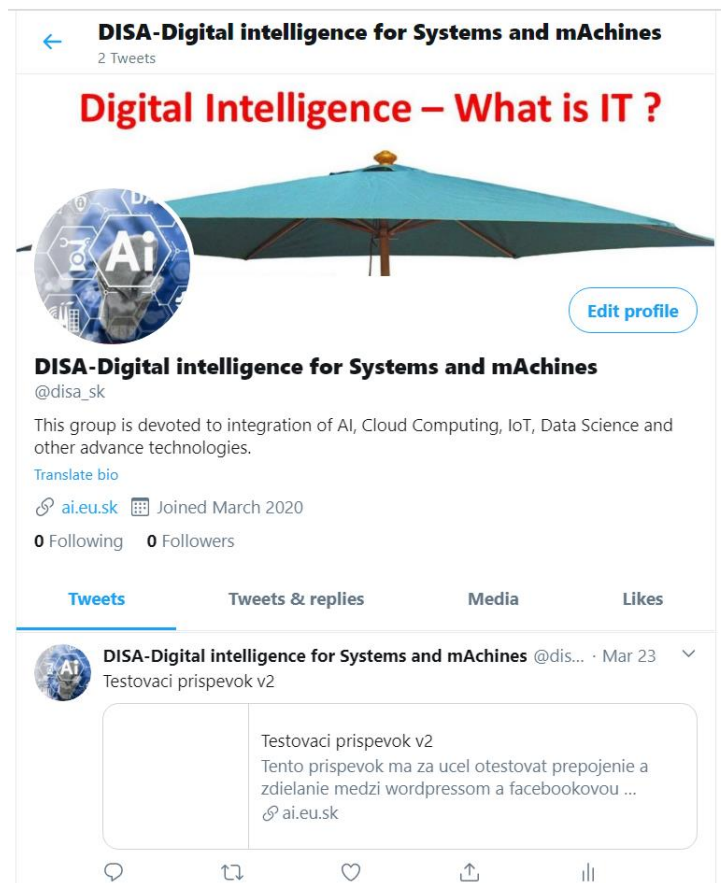 DISA-Digital intelligence for Systems and mAchines
2 Tweets
Digital Intelligence – What is IT ?
DA
Ai
Edit profile
DISA-Digital intelligence for Systems and mAchines
@disa_sk
This group is devoted to integration of AI, Cloud Computing, IoT, Data Science and
other advance technologies.
Translate bio
ai.eu.sk Joined March 2020
0 Following 0 Followers
Tweets Tweets & replies Media Likes
Ai
DISA-Digital intelligence for Systems and mAchines @dis... · Mar 23
Testovaci prispevok v2
Testovaci prispevok v2
Tento prispevok ma za ucel otestovat prepojenie a
zdielanie medzi wordpressom a facebookovou ...
ai.eu.sk